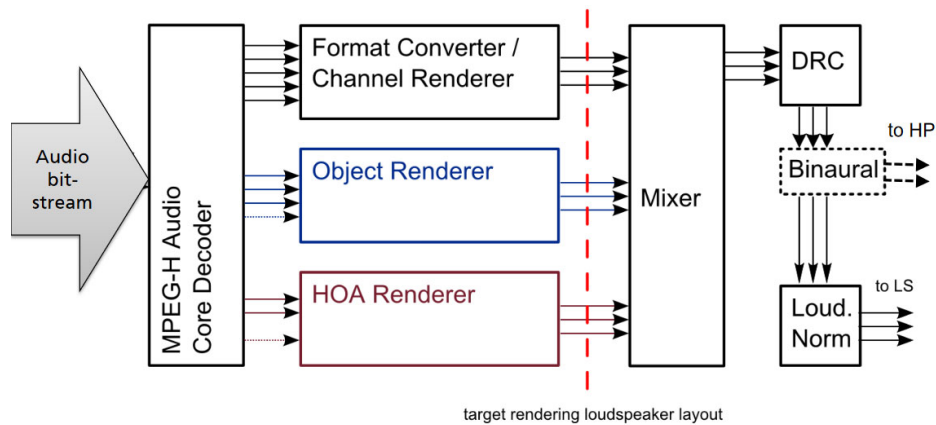 Audio
bit-
stream
MPEG-H Audio
Core Decoder
Format Converter /
Channel Renderer
Object Renderer
HOA Renderer
Mixer
DRC
to HP
Binaural
to LS
Loud.
Norm
target rendering loudspeaker layout